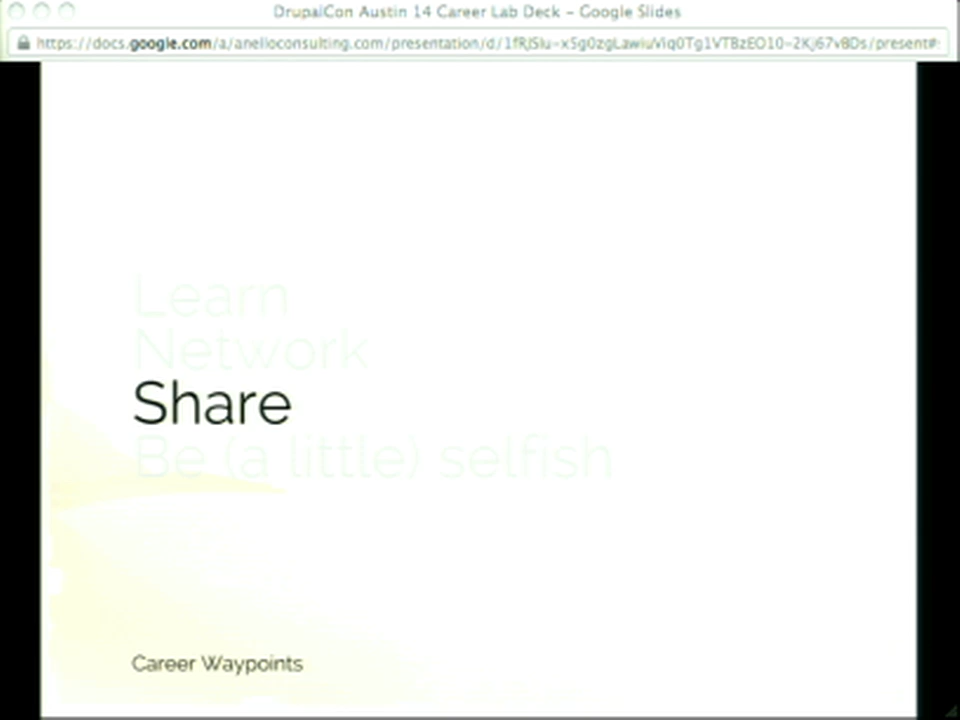 DrupalCon Austin 14 Career Lab Deck – Google Slides
Learn
Network
Share
Be (a little) selfish
Career Waypoints